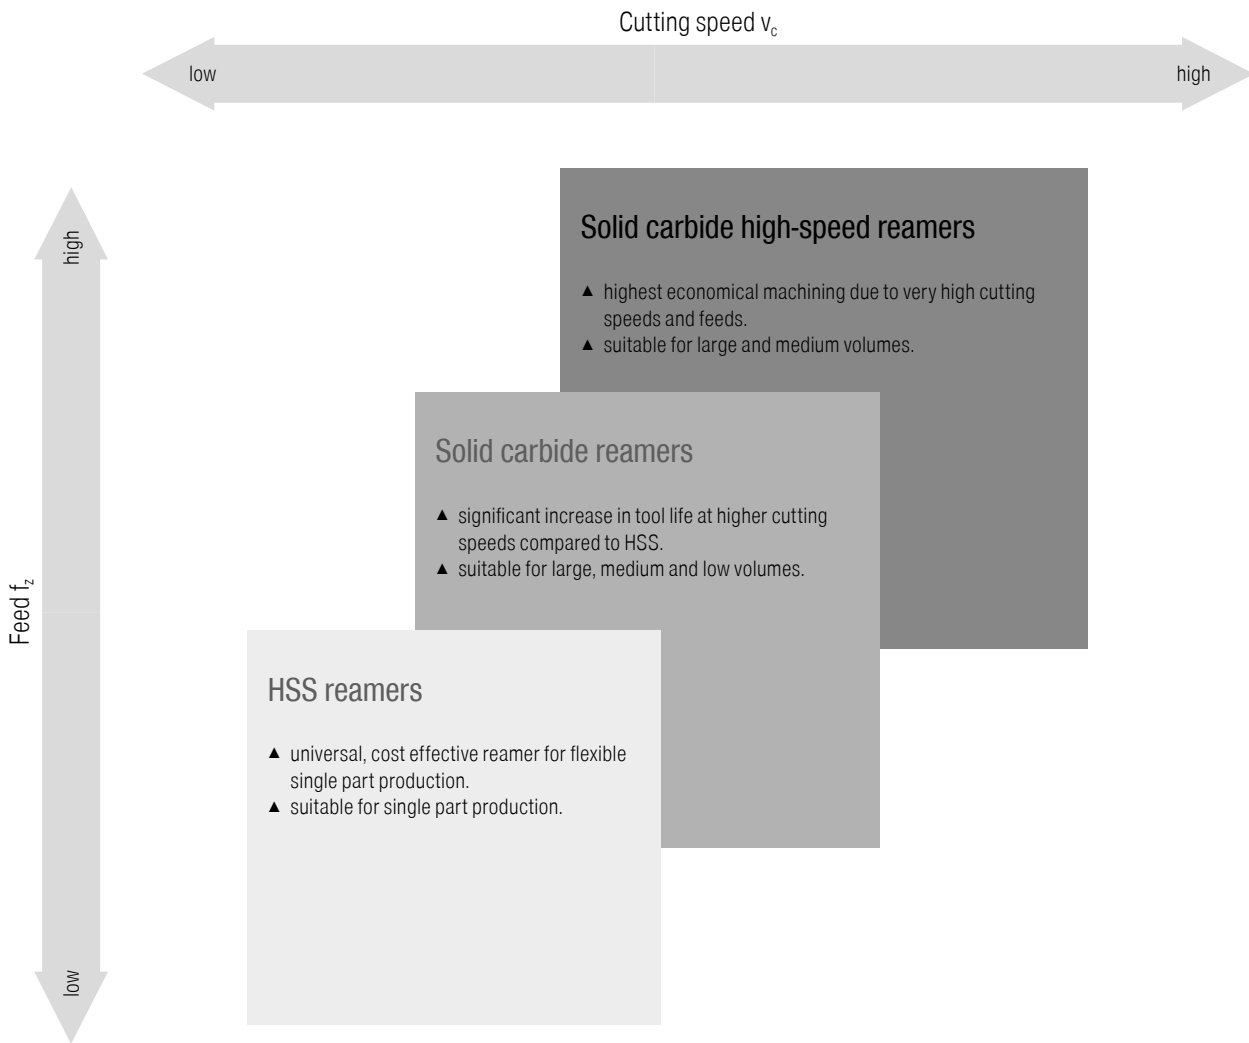 Cutting speed vc
low
high
high
Feed fz
low
Solid carbide high-speed reamers
▲ highest economical machining due to very high cutting
speeds and feeds.
▲ suitable for large and medium volumes.
Solid carbide reamers
▲ significant increase in tool life at higher cutting
speeds compared to HSS.
▲ suitable for large, medium and low volumes.
HSS reamers
▲ universal, cost effective reamer for flexible
single part production.
▲ suitable for single part production.